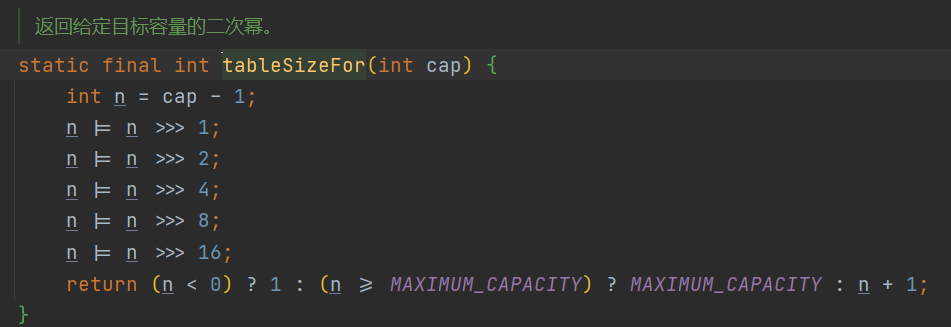 返回给定目标容量的二次幂。
static final int tableSizeFor(int cap) {
    int n = cap - 1;
    n |= n >>> 1;
    n |= n >>> 2;
    n |= n >>> 4;
    n |= n >>> 8;
    n |= n >>> 16;
    return (n < 0) ? 1 : (n >= MAXIMUM_CAPACITY) ? MAXIMUM_CAPACITY : n + 1;
}